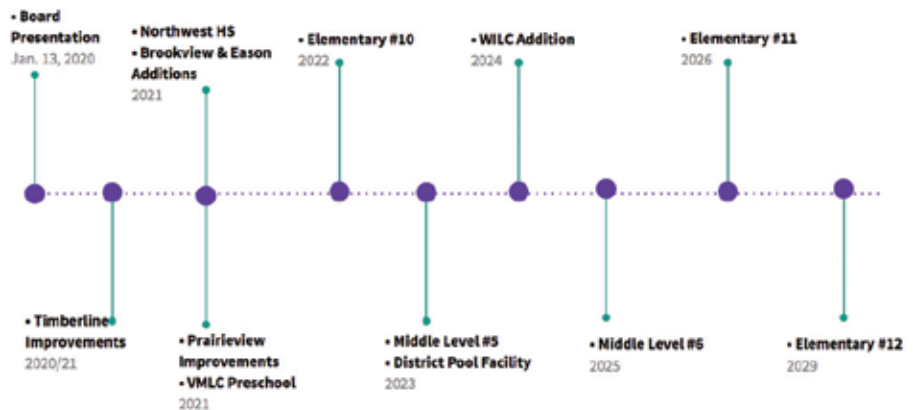 • Board
Presentation
Jan. 13, 2020
• Northwest HS
• Brookview & Eason
Additions
2021
• Elementary #10
2022
• WILC Addition
2024
• Elementary #11
2026
• Timberline
Improvements
2020/21
• Prairieview
Improvements
• VMLC Preschool
2021
• Middle Level #5
• District Pool Facility
2023
• Middle Level #6
2025
• Elementary #12
2029